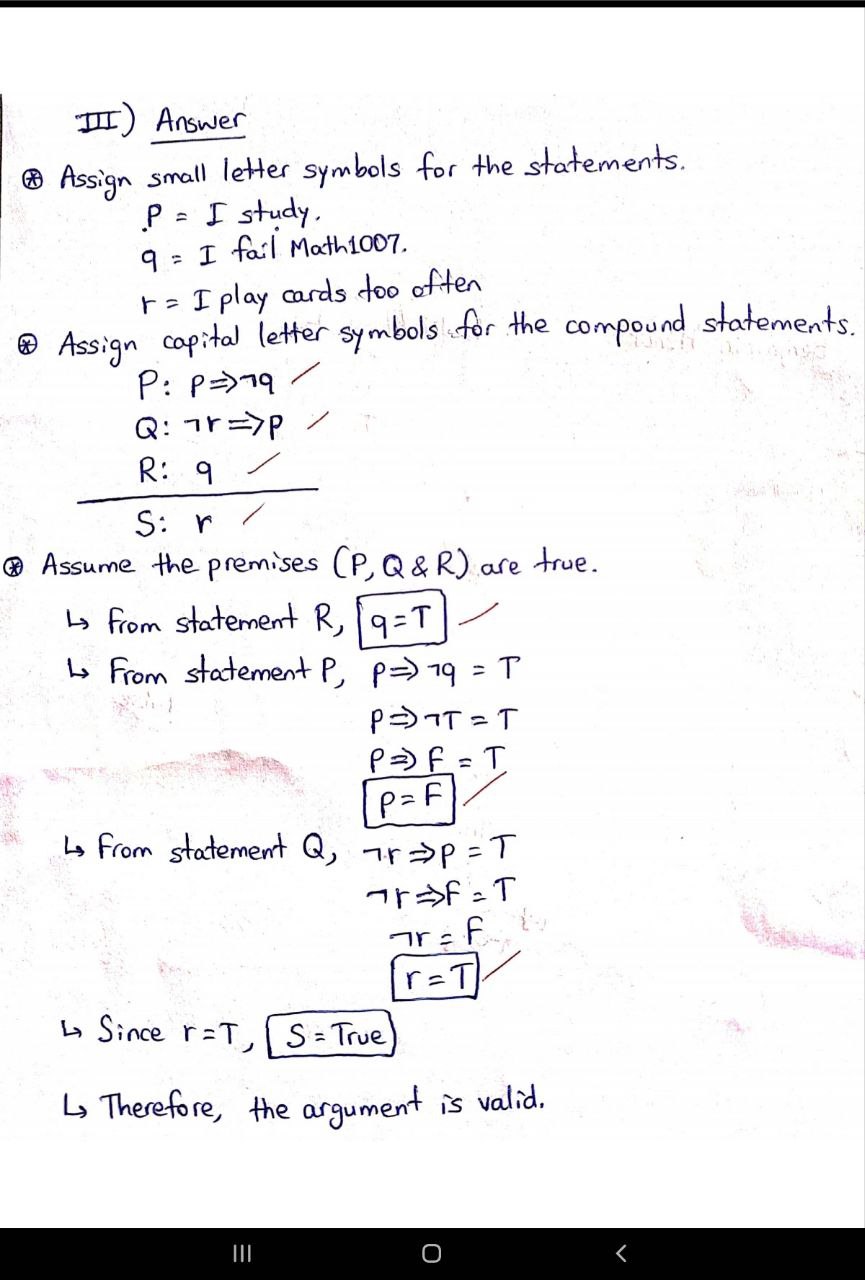 III) Answer
⊛ Assign small letter symbols for the statements.
p = I study.
q = I fail Math1007.
r = I play cards too often
⊛ Assign capital letter symbols for the compound statements.
P: p⇒¬q
Q: ¬r⇒p
R: q
S: r
⊛ Assume the premises (P, Q & R) are true.
↳ from statement R, q=T
↳ From statement P, p⇒¬q = T
p⇒¬T = T
p⇒F = T
p=F
↳ From statement Q, ¬r⇒p = T
¬r⇒F = T
¬r = F
r=T
↳ Since r=T, S = True
↳ Therefore, the argument is valid.